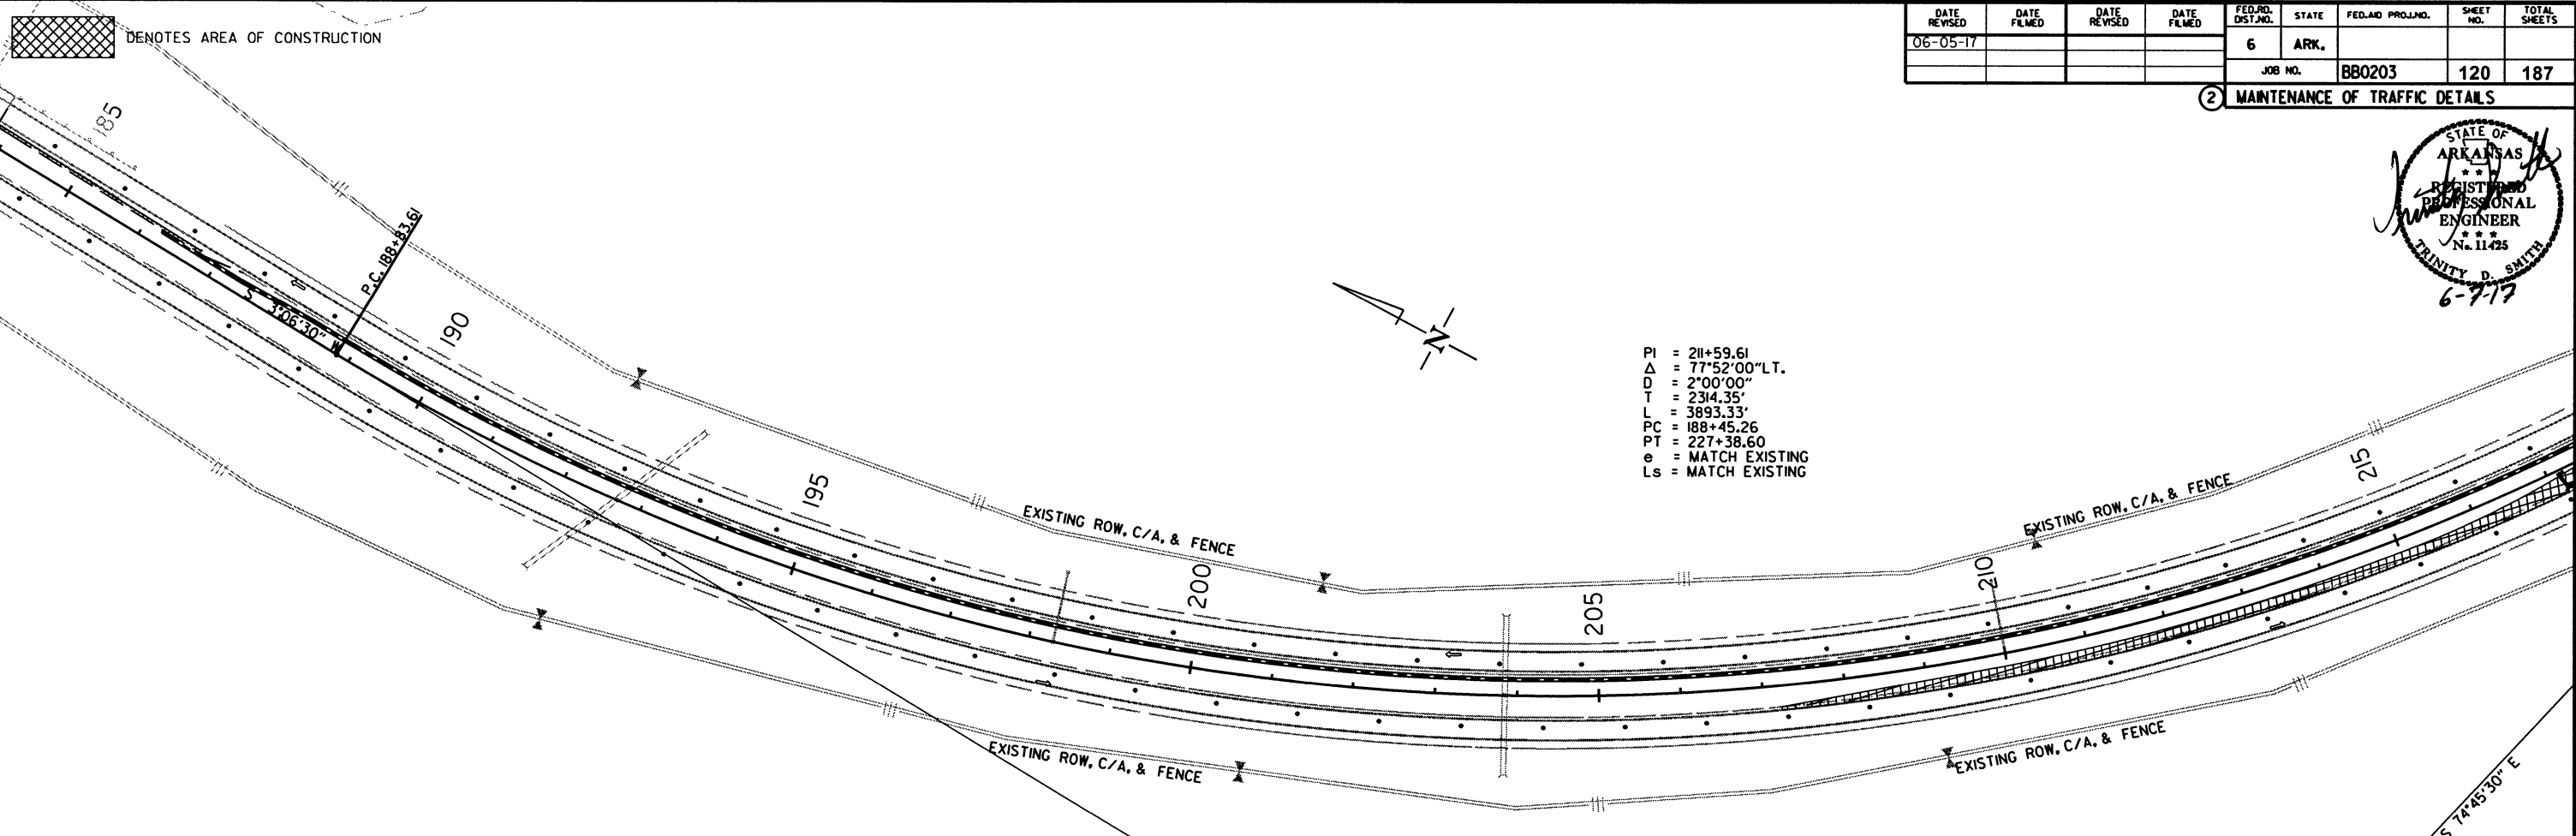 DENOTES AREA OF CONSTRUCTION
DATE REVISED
DATE FILMED
DATE REVISED
DATE FILMED
FED.RD. DIST.NO.
STATE
FED.AID PROJ.NO.
SHEET NO.
TOTAL SHEETS
06-05-17
6
ARK.
JOB NO.
BB0203
120
187
2 MAINTENANCE OF TRAFFIC DETAILS
STATE OF
ARKANSAS
REGISTERED
PROFESSIONAL
ENGINEER
No. 11425
TRINITY D. SMITH
6-7-17
185
P.C. 188+83.61
S 3°06'30" W
190
195
200
205
210
215
N
PI = 211+59.61
Δ = 77°52'00"LT.
D = 2°00'00"
T = 2314.35'
L = 3893.33'
PC = 188+45.26
PT = 227+38.60
e = MATCH EXISTING
Ls = MATCH EXISTING
EXISTING ROW, C/A, & FENCE
EXISTING ROW, C/A, & FENCE
EXISTING ROW, C/A, & FENCE
EXISTING ROW, C/A, & FENCE
S 74°45'30" E